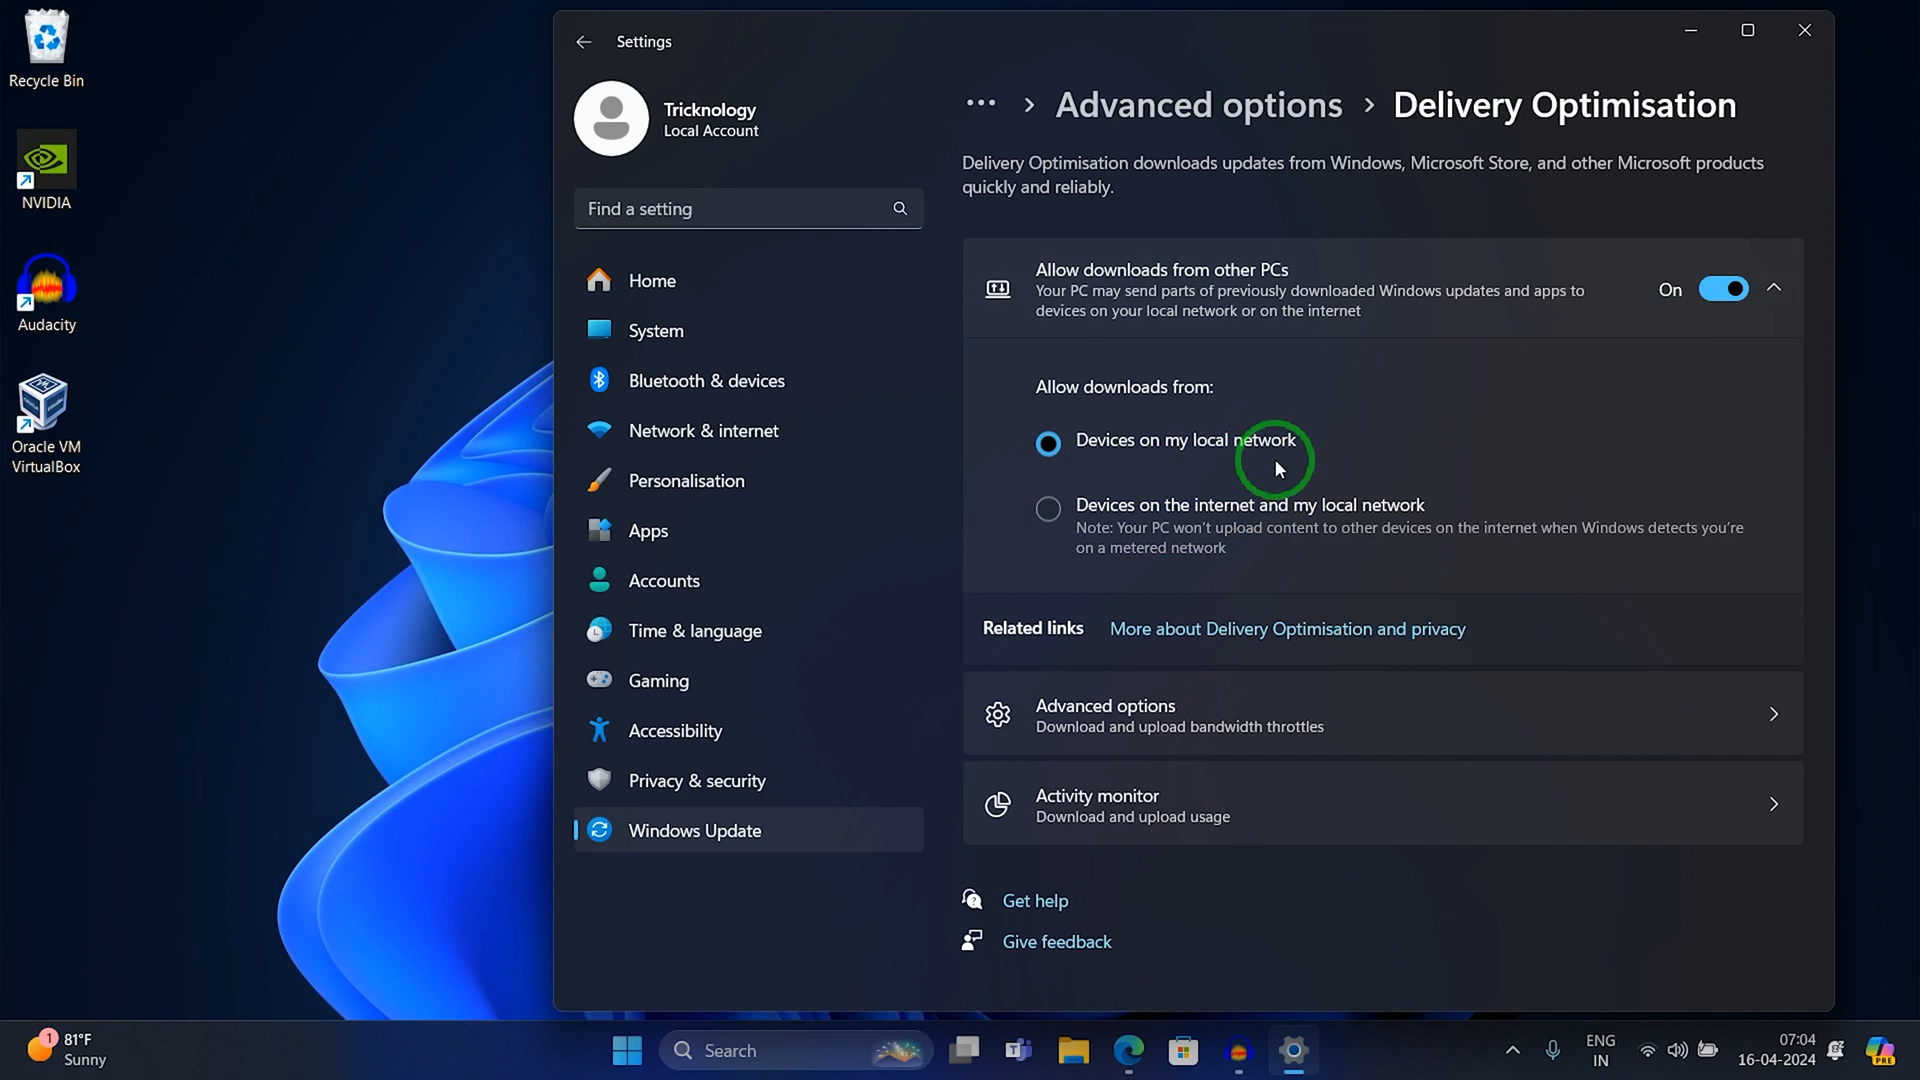 Recycle Bin
NVIDIA
Audacity
Oracle VM
VirtualBox
Settings
Tricknology
Local Account
Find a setting
Home
System
Bluetooth & devices
Network & internet
Personalisation
Apps
Accounts
Time & language
Gaming
Accessibility
Privacy & security
Windows Update
··· › Advanced options › Delivery Optimisation
Delivery Optimisation downloads updates from Windows, Microsoft Store, and other Microsoft products
quickly and reliably.
Allow downloads from other PCs
Your PC may send parts of previously downloaded Windows updates and apps to
devices on your local network or on the internet
On
Allow downloads from:
Devices on my local network
Devices on the internet and my local network
Note: Your PC won't upload content to other devices on the internet when Windows detects you're
on a metered network
Related links More about Delivery Optimisation and privacy
Advanced options
Download and upload bandwidth throttles
Activity monitor
Download and upload usage
Get help
Give feedback
1
81°F
Sunny
Search
ENG
IN
07:04
16-04-2024
PRE